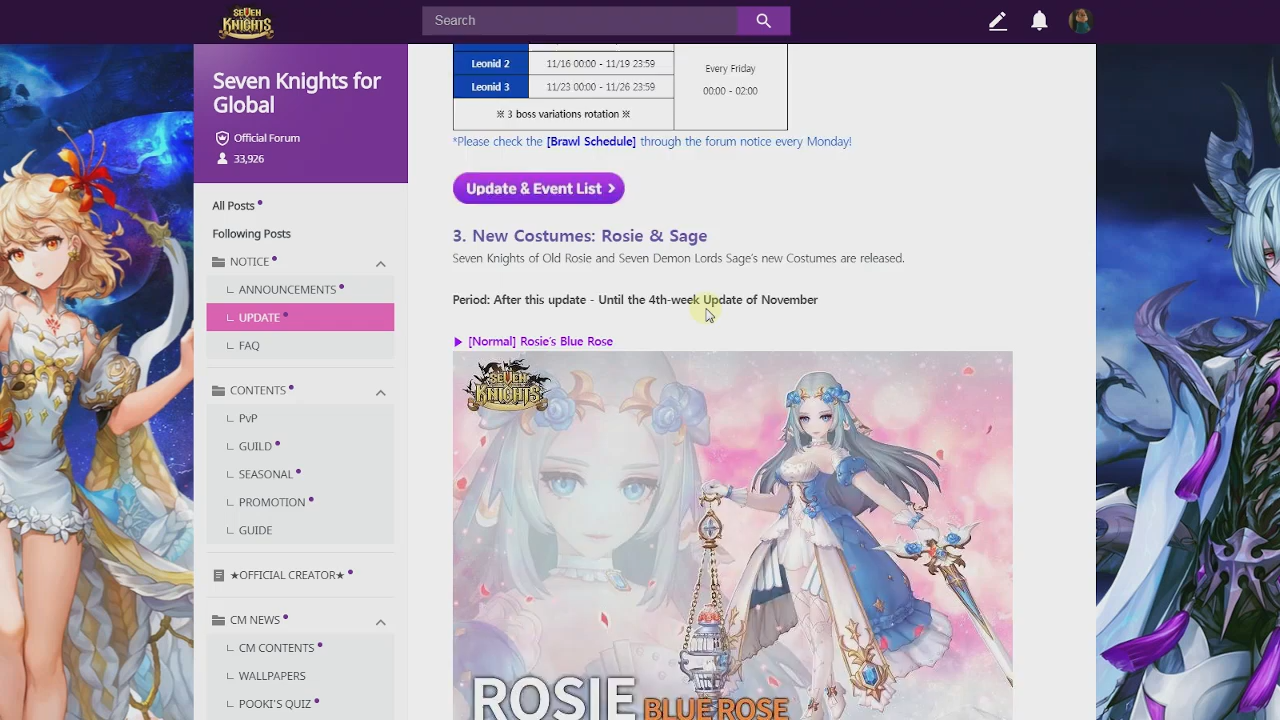 SEVEN KNIGHTS
Search
Seven Knights for
Global
Official Forum
33,926
All Posts
Following Posts
NOTICE
ANNOUNCEMENTS
UPDATE
FAQ
CONTENTS
PvP
GUILD
SEASONAL
PROMOTION
GUIDE
★OFFICIAL CREATOR★
CM NEWS
CM CONTENTS
WALLPAPERS
POOKI'S QUIZ
Leonid 2 11/16 00:00 - 11/19 23:59
Every Friday
Leonid 3 11/23 00:00 - 11/26 23:59
00:00 - 02:00
※ 3 boss variations rotation ※
*Please check the [Brawl Schedule] through the forum notice every Monday!
Update & Event List >
3. New Costumes: Rosie & Sage
Seven Knights of Old Rosie and Seven Demon Lords Sage's new Costumes are released.
Period: After this update - Until the 4th-week Update of November
▶ [Normal] Rosie's Blue Rose
SEVEN KNIGHTS
ROSIE BLUE ROSE